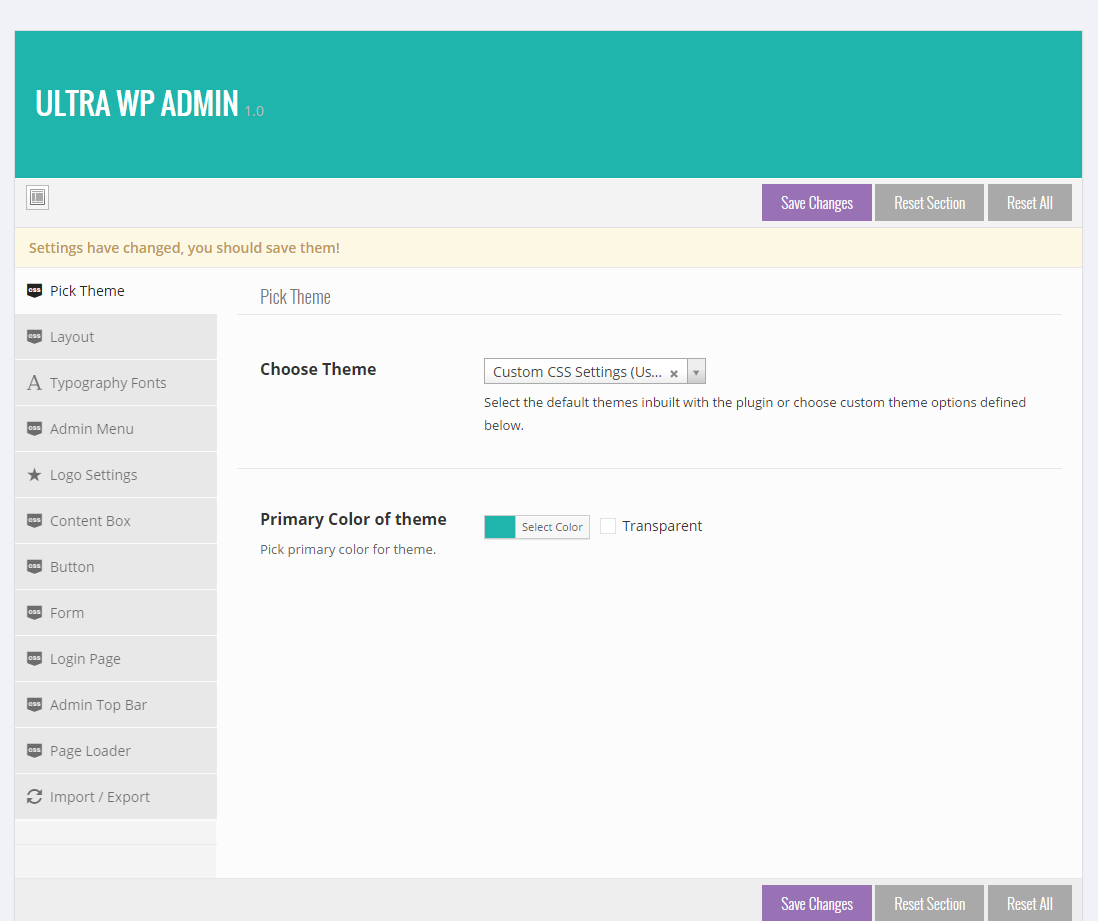 ULTRA WP ADMIN 1.0
Save Changes Reset Section Reset All
Settings have changed, you should save them!
Pick Theme
Layout
Typography Fonts
Admin Menu
Logo Settings
Content Box
Button
Form
Login Page
Admin Top Bar
Page Loader
Import / Export
Pick Theme
Choose Theme
Custom CSS Settings (Us...
Select the default themes inbuilt with the plugin or choose custom theme options defined
below.
Primary Color of theme
Pick primary color for theme.
Select Color Transparent
Save Changes Reset Section Reset All